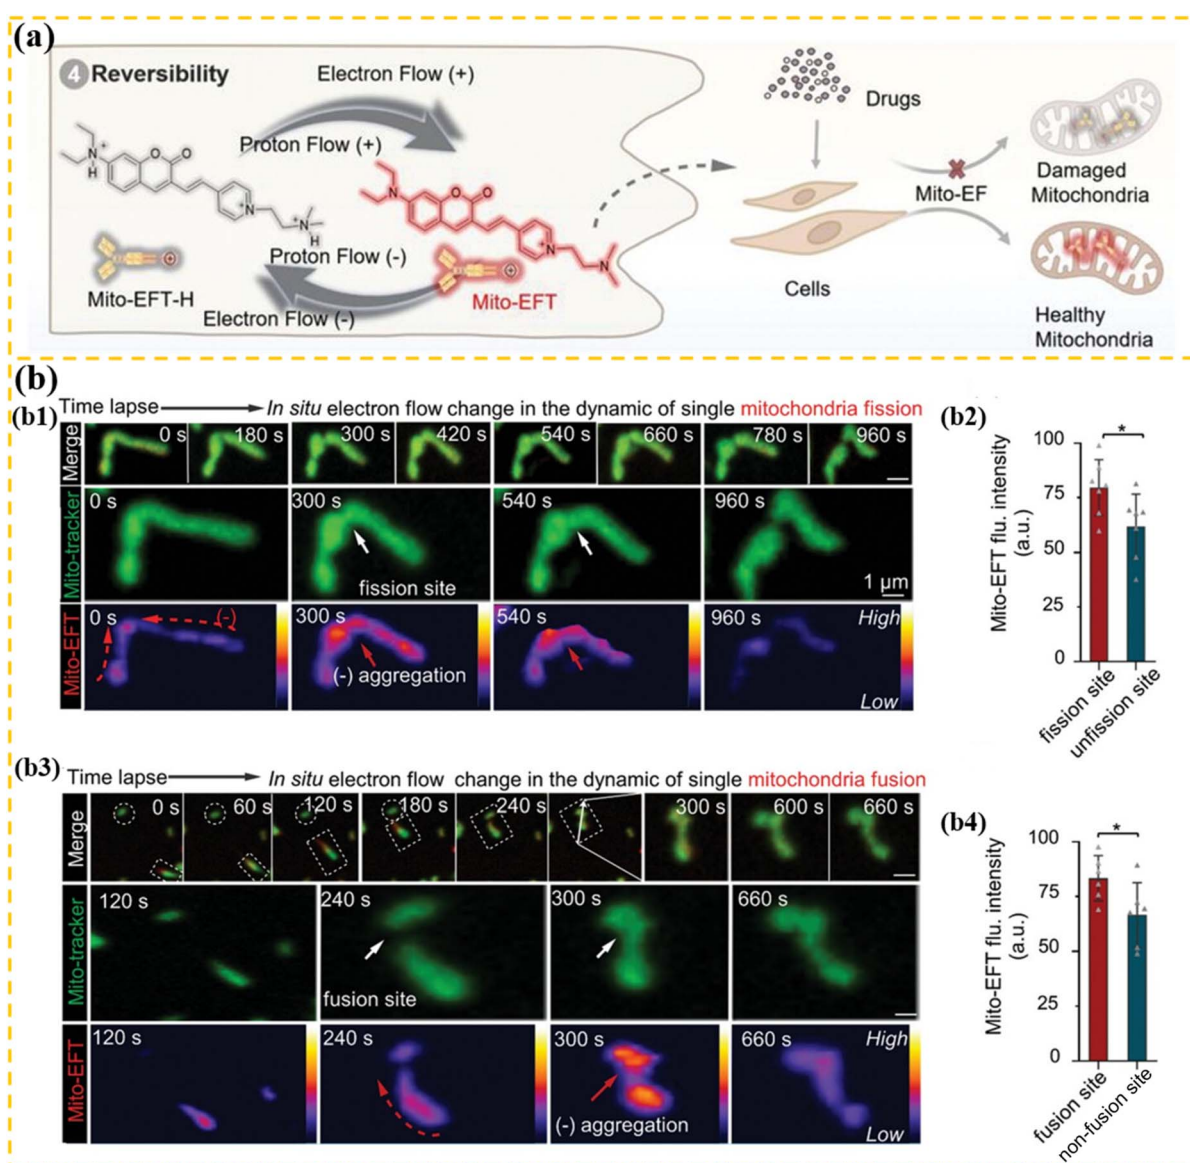 (a)
4 Reversibility
Electron Flow (+)
Proton Flow (+)
N
+
H
O
O
N
+
N
+
H
Mito-EFT-H
Proton Flow (-)
Electron Flow (-)
N
O
O
N
+
N
Mito-EFT
Drugs
Cells
Mito-EF
Damaged
Mitochondria
Healthy
Mitochondria
(b)
(b1)
Time lapse In situ electron flow change in the dynamic of single mitochondria fission
Merge
0 s 180 s 300 s 420 s 540 s 660 s 780 s 960 s
Mito-tracker
0 s 300 s 540 s 960 s
fission site
1 μm
Mito-EFT
0 s (-) 300 s 540 s 960 s High
(-) aggregation
Low
(b2)
Mito-EFT flu. intensity
(a.u.)
100
75
50
25
0
*
fission site
unfission site
(b3)
Time lapse In situ electron flow change in the dynamic of single mitochondria fusion
Merge
0 s 60 s 120 s 180 s 240 s 300 s 600 s 660 s
Mito-tracker
120 s 240 s 300 s 660 s
fusion site
Mito-EFT
120 s 240 s 300 s 660 s High
(-) aggregation
Low
(b4)
Mito-EFT flu. intensity
(a.u.)
100
75
50
25
0
*
fusion site
non-fusion site